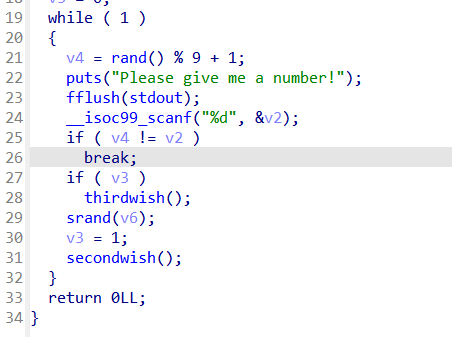 19 while ( 1 )
20 {
21 v4 = rand() % 9 + 1;
22 puts("Please give me a number!");
23 fflush(stdout);
24 __isoc99_scanf("%d", &v2);
25 if ( v4 != v2 )
26 break;
27 if ( v3 )
28 thirdwish();
29 srand(v6);
30 v3 = 1;
31 secondwish();
32 }
33 return 0LL;
34 }